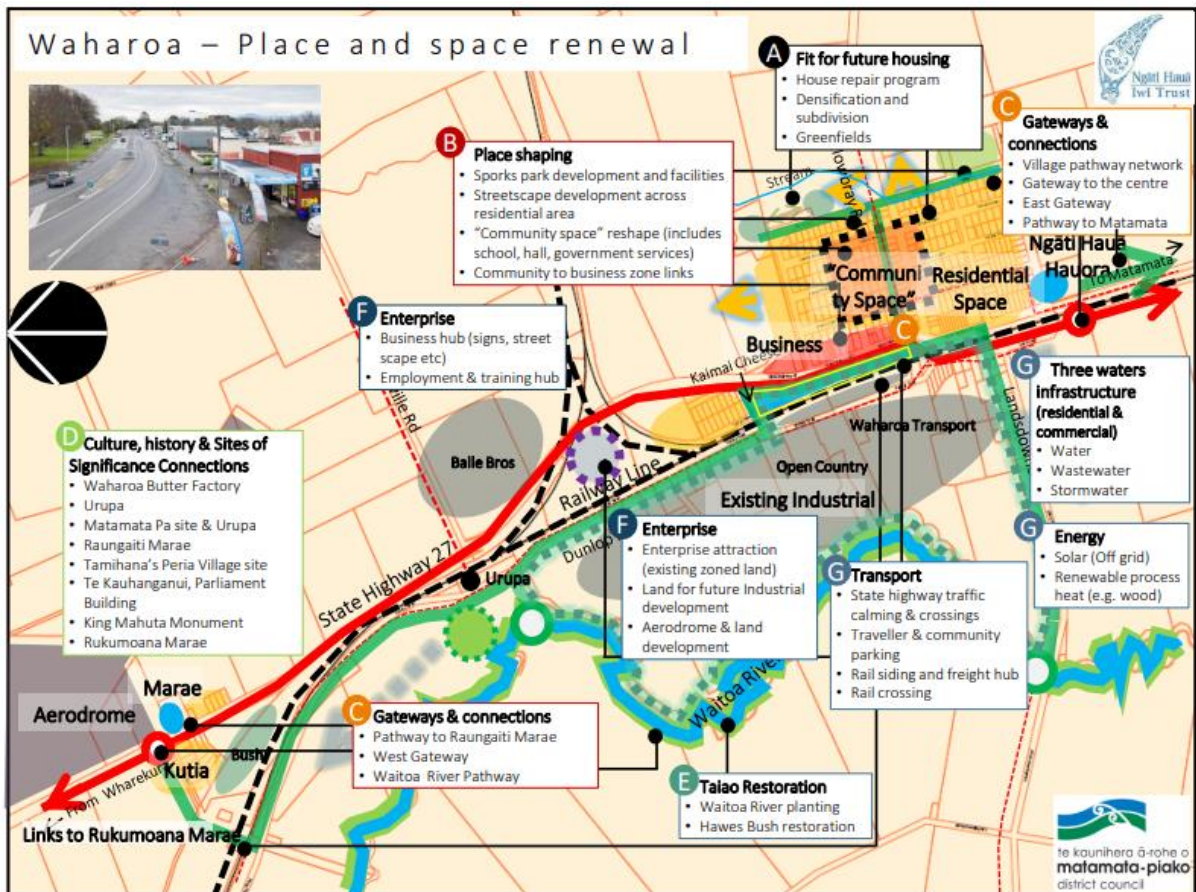 Waharoa – Place and space renewal
A
Fit for future housing
• House repair program
• Densification and
subdivision
• Greenfields
Ngāti Hauā
Iwi Trust
C
Gateways &
connections
• Village pathway network
• Gateway to the centre
• East Gateway
• Pathway to Matamata
B
Place shaping
• Sporks park development and facilities
• Streetscape development across
residential area
• "Community space" reshape (includes
school, hall, government services)
• Community to business zone links
Stream
Ngāti Hauā
Hauora
To Matamata
"Communi
ty Space"
Residential
Space
Business
C
F
Enterprise
• Business hub (signs, street
scape etc)
• Employment & training hub
ville Rd
Kaimai Cheese
Landsdowne
G
Three waters
infrastructure
(residential &
commercial)
• Water
• Wastewater
• Stormwater
D
Culture, history & Sites of
Significance Connections
• Waharoa Butter Factory
• Urupa
• Matamata Pa site & Urupa
• Raungaiti Marae
• Tamihana's Peria Village site
• Te Kauhanganui, Parliament
Building
• King Mahuta Monument
• Rukumoana Marae
Balle Bros
Railway Line
Waharoa Transport
Open Country
Existing Industrial
State Highway 27
Dunlop
Urupa
F
Enterprise
• Enterprise attraction
(existing zoned land)
• Land for future Industrial
development
• Aerodrome & land
development
G
Transport
• State highway traffic
calming & crossings
• Traveller & community
parking
• Rail siding and freight hub
• Rail crossing
G
Energy
• Solar (Off grid)
• Renewable process
heat (e.g. wood)
Waitoa River
Marae
Aerodrome
Kutia
Bush
From Wharekura
C
Gateways & connections
• Pathway to Raungaiti Marae
• West Gateway
• Waitoa River Pathway
E
Taiao Restoration
• Waitoa River planting
• Hawes Bush restoration
Links to Rukumoana Marae
te kaunihera ā-rohe o
matamata-piako
district council